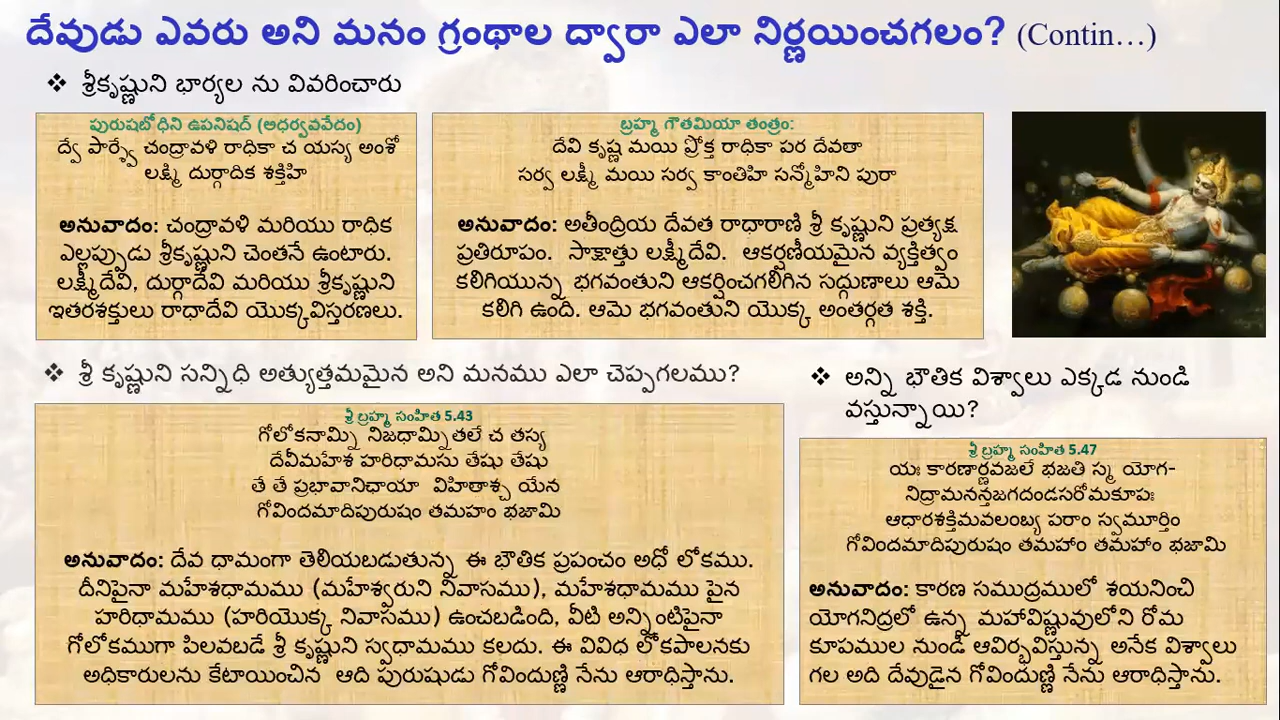 దేవుడు ఎవరు అని మనం గ్రంథాల ద్వారా ఎలా నిర్ణయించగలం? (Contin…)
❖ శ్రీకృష్ణుని భార్యల ను వివరించారు
పురుషబోధిని ఉపనిషద్ (అధర్వవవేదం)
ద్వే పార్శ్వే చంద్రావళి రాధికా చ యస్య అంశో
లక్ష్మి దుర్గాదిక శక్తిహి
అనువాదం: చంద్రావళి మరియు రాధిక
ఎల్లప్పుడు శ్రీకృష్ణుని చెంతనే ఉంటారు.
లక్ష్మీదేవి, దుర్గాదేవి మరియు శ్రీకృష్ణుని
ఇతరశక్తులు రాధాదేవి యొక్కవిస్తరణలు.
బ్రహ్మ గౌతమియా తంత్రం:
దేవి కృష్ణ మయి ప్రోక్త రాధికా పర దేవతా
సర్వ లక్ష్మీ మయి సర్వ కాంతిహి సన్మోహిని పురా
అనువాదం: అతీంద్రియ దేవత రాధారాణి శ్రీ కృష్ణుని ప్రత్యక్ష
ప్రతిరూపం. సాక్షాత్తు లక్ష్మీదేవి. ఆకర్షణీయమైన వ్యక్తిత్వం
కలిగియున్న భగవంతుని ఆకర్షించగలిగిన సద్గుణాలు ఆమె
కలిగి ఉంది. ఆమె భగవంతుని యొక్క అంతర్గత శక్తి.
❖ శ్రీ కృష్ణుని సన్నిధి అత్యుత్తమమైన అని మనము ఎలా చెప్పగలము?
శ్రీ బ్రహ్మ సంహిత 5.43
గోలోకనామ్ని నిజధామ్నితలే చ తస్య
దేవీమహేశ హరిధామసు తేషు తేషు
తే తే ప్రభావానిఛాయా విహితాశ్చ యేన
గోవిందమాదిపురుషం తమహం భజామి
అనువాదం: దేవ ధామంగా తెలియబడుతున్న ఈ భౌతిక ప్రపంచం అధో లోకము.
దీనిపైనా మహేశధామము (మహేశ్వరుని నివాసము), మహేశధామము పైన
హరిధామము (హరియొక్క నివాసము) ఉంచబడింది, వీటి అన్నింటిపైనా
గోలోకముగా పిలవబడే శ్రీ కృష్ణుని స్వధామము కలదు. ఈ వివిధ లోకపాలనకు
అధికారులను కేటాయించిన ఆది పురుషుడు గోవిందుణ్ణి నేను ఆరాధిస్తాను.
❖ అన్ని భౌతిక విశ్వాలు ఎక్కడ నుండి
వస్తున్నాయి?
శ్రీ బ్రహ్మ సంహిత 5.47
యః కారణార్ణవజలే భజతి స్మ యోగ-
నిద్రామనన్తజగదండసరోమకూపః
ఆధారశక్తిమవలంబ్య పరాం స్వమూర్తిం
గోవిందమాదిపురుషం తమహాం తమహాం భజామి
అనువాదం: కారణ సముద్రములో శయనించి
యోగనిద్రలో ఉన్న మహావిష్ణువులోని రోమ
కూపముల నుండి ఆవిర్భవిస్తున్న అనేక విశ్వాలు
గల అది దేవుడైన గోవిందుణ్ణి నేను ఆరాధిస్తాను.